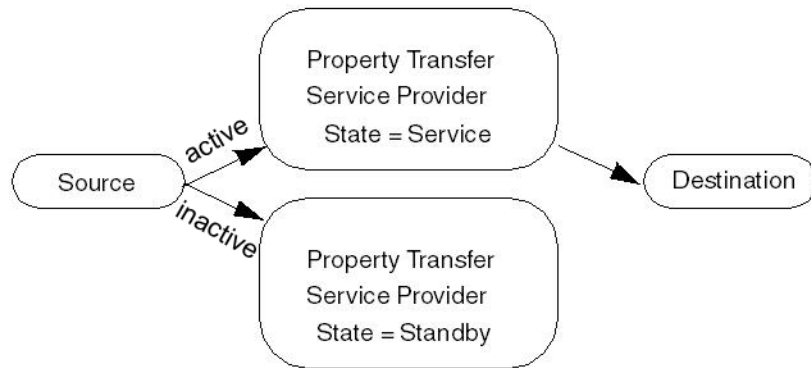 Property Transfer
Service Provider
State = Service
active
Source
Destination
inactive
Property Transfer
Service Provider
State = Standby